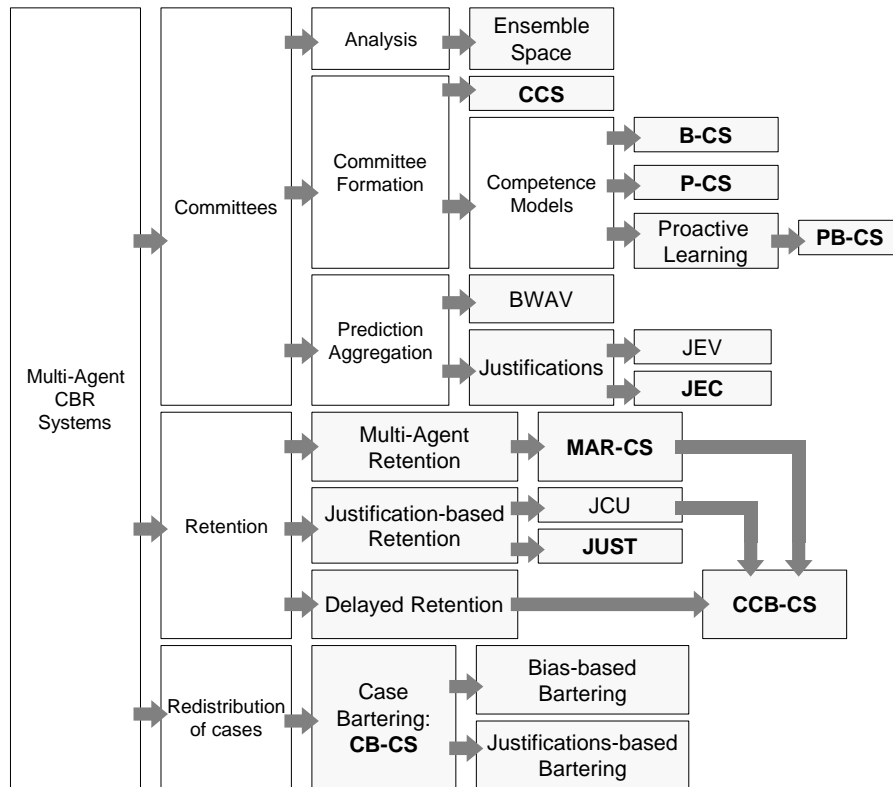 Multi-Agent
CBR
Systems
Committees
Analysis
Ensemble
Space
Committee
Formation
CCS
Competence
Models
B-CS
P-CS
Proactive
Learning
PB-CS
Prediction
Aggregation
BWAV
Justifications
JEV
JEC
Retention
Multi-Agent
Retention
MAR-CS
Justification-based
Retention
JCU
JUST
Delayed Retention
CCB-CS
Redistribution
of cases
Case
Bartering:
CB-CS
Bias-based
Bartering
Justifications-based
Bartering